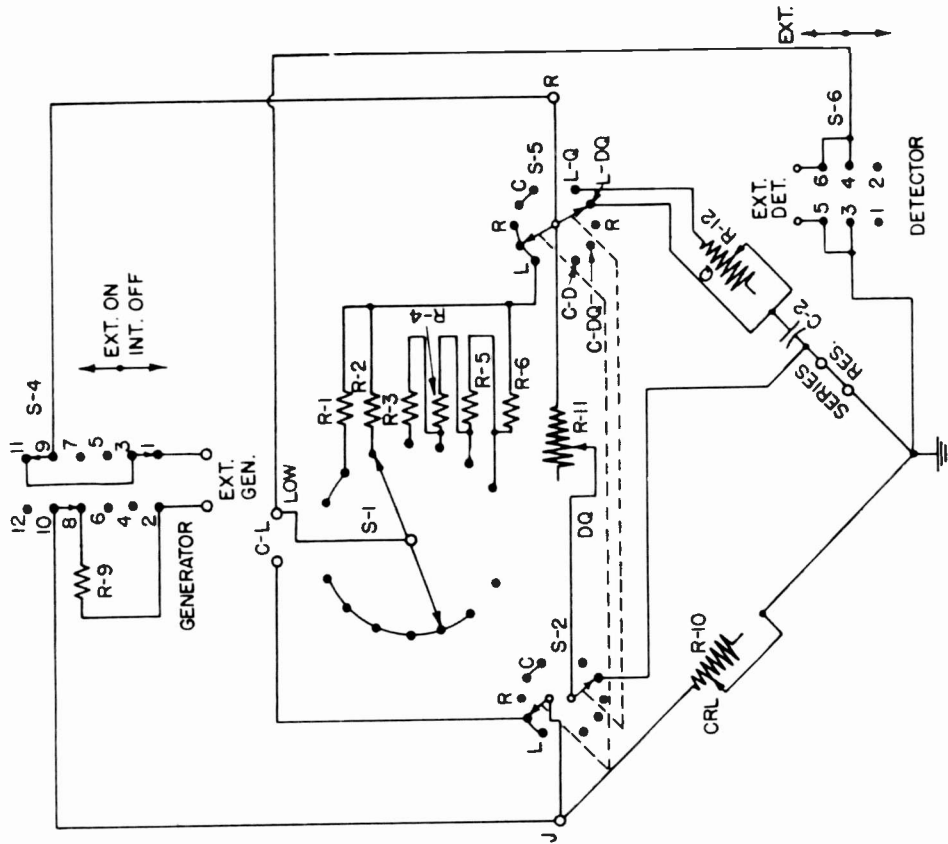 S-4
EXT. ON
INT. OFF
11
9
7
5
3
1
12
10
8
6
4
2
R-9
EXT.
GEN.
GENERATOR
C-L
LOW
S-1
R-1
R-2
R-3
R-4
R-5
R-6
R
L
R
C
S-5
L-Q
L-DQ
R
C-D
C-DQ
R-11
DQ
S-2
L
R
C
J
CRL
R-10
R-12
Q
C-2
SERIES
RES.
EXT.
S-6
EXT.
DET.
5
6
3
4
1
2
DETECTOR